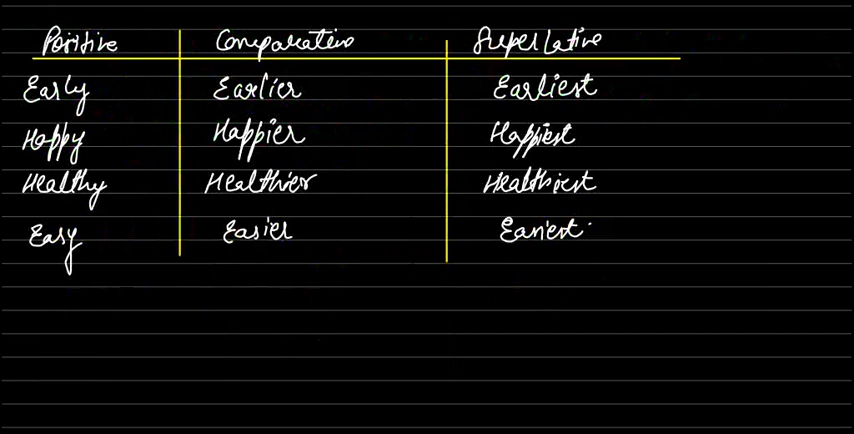 Positive Comparative Superlative
Early Earlier Earliest
Happy Happier Happiest
Healthy Healthier Healthiest
Easy Easier Easiest